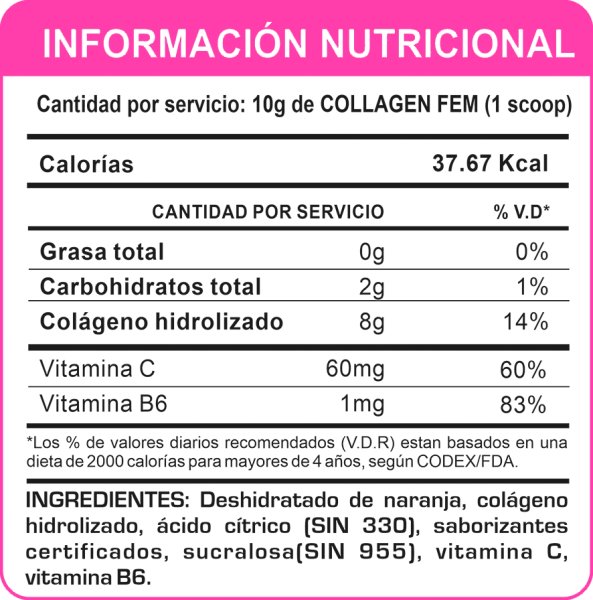 INFORMACIÓN NUTRICIONAL
Cantidad por servicio: 10g de COLLAGEN FEM (1 scoop)
Calorías 37.67 Kcal
CANTIDAD POR SERVICIO % V.D*
Grasa total 0g 0%
Carbohidratos total 2g 1%
Colágeno hidrolizado 8g 14%
Vitamina C 60mg 60%
Vitamina B6 1mg 83%
*Los % de valores diarios recomendados (V.D.R) estan basados en una
dieta de 2000 calorías para mayores de 4 años, según CODEX/FDA.
INGREDIENTES: Deshidratado de naranja, colágeno
hidrolizado, ácido cítrico (SIN 330), saborizantes
certificados, sucralosa(SIN 955), vitamina C,
vitamina B6.